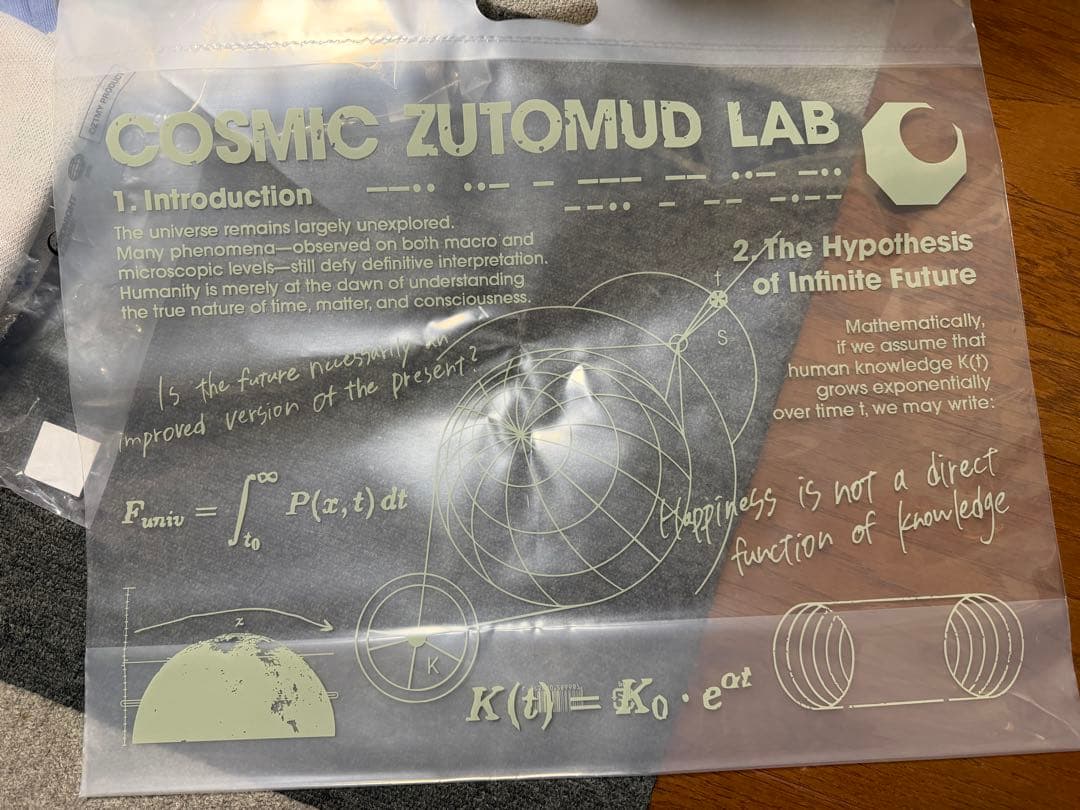 COSMIC ZUTOMUD LAB
1. Introduction
−−·· ··− − −−− −− ··− −··
−−·· − −− −·−−
The universe remains largely unexplored.
Many phenomena—observed on both macro and
microscopic levels—still defy definitive interpretation.
Humanity is merely at the dawn of understanding
the true nature of time, matter, and consciousness.
2. The Hypothesis
of Infinite Future
Mathematically,
if we assume that
human knowledge K(t)
grows exponentially
over time t, we may write:
Is the future necessarily an
improved version of the present?
t
S
F_univ = ∫_{t0}^{∞} P(x, t) dt
Happiness is not a direct
function of knowledge
z
K
K(t) = K0 · e^{αt}